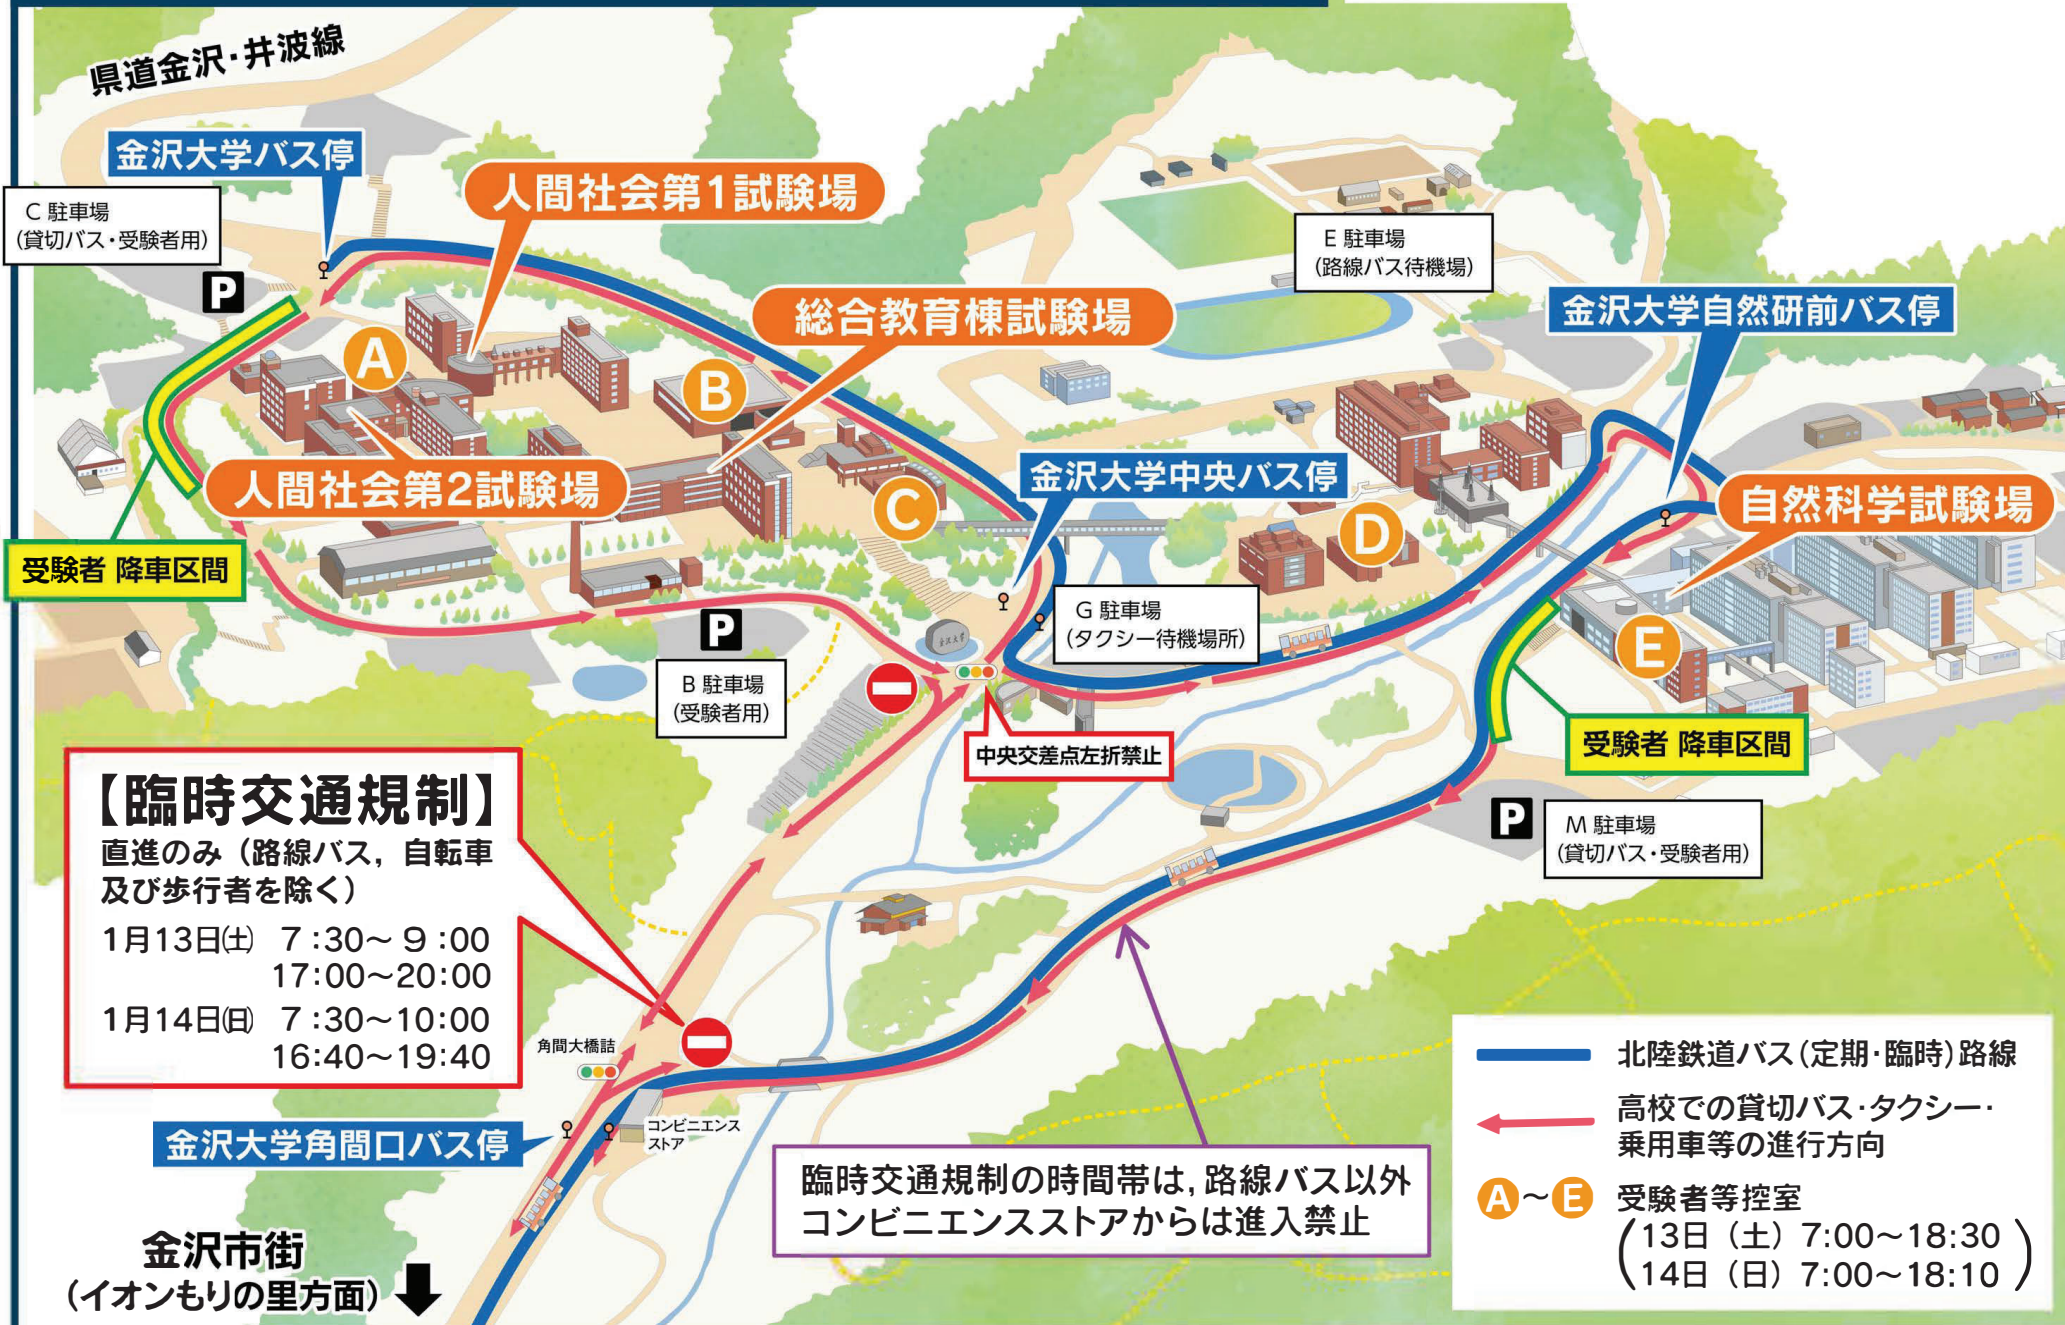 県道金沢・井波線
金沢大学バス停
C 駐車場
(貸切バス・受験者用)
P
人間社会第1試験場
総合教育棟試験場
E 駐車場
(路線バス待機場)
金沢大学自然研前バス停
A
B
人間社会第2試験場
C
金沢大学中央バス停
D
自然科学試験場
受験者 降車区間
G 駐車場
(タクシー待機場所)
金沢大学
P
B 駐車場
(受験者用)
E
受験者 降車区間
中央交差点左折禁止
P
M 駐車場
(貸切バス・受験者用)
【臨時交通規制】
直進のみ（路線バス，自転車
及び歩行者を除く）
1月13日(土) 7:30～9:00
17:00～20:00
1月14日(日) 7:30～10:00
16:40～19:40
角間大橋詰
コンビニエンス
ストア
金沢大学角間口バス停
臨時交通規制の時間帯は，路線バス以外
コンビニエンスストアからは進入禁止
金沢市街
(イオンもりの里方面)
北陸鉄道バス(定期・臨時)路線
高校での貸切バス・タクシー・
乗用車等の進行方向
A～E 受験者等控室
(13日（土）7:00～18:30
14日（日）7:00～18:10)